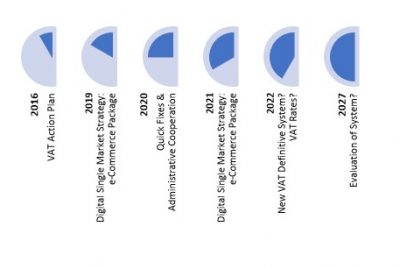 2016
VAT Action Plan
2019
Digital Single Market Strategy:
e-Commerce Package
2020
Quick Fixes &
Administrative Cooperation
2021
Digital Single Market Strategy:
e-Commerce Package
2022
New VAT Definitive System?
VAT Rates?
2027
Evaluation of System?